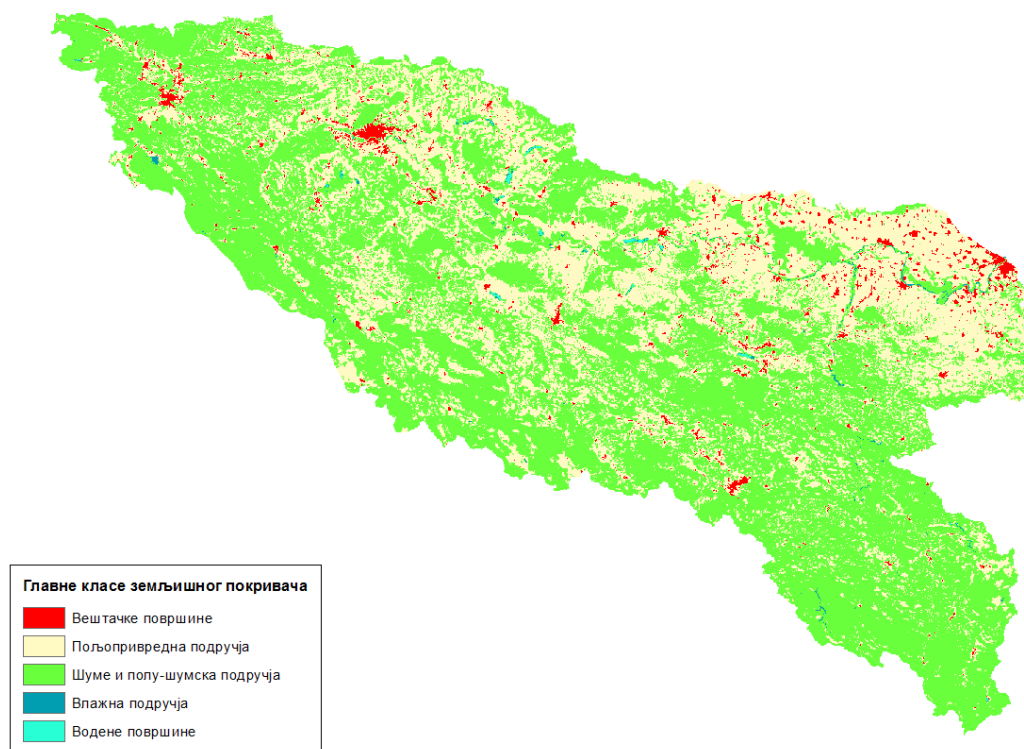 Главне класе земљишног покривача
Вештачке површине
Пољопривредна подручја
Шуме и полу-шумска подручја
Влажна подручја
Водене површине